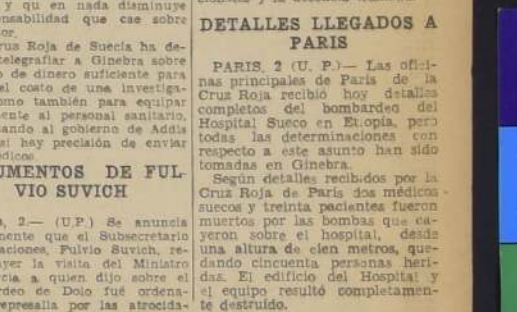 y qu en nada disminuye
nsabilidad que cae sobre
or.
rus Roja de Suecia ha de-
telegrafiar a Ginebra sobre
o de dinero suficiente para
el costo de una investiga-
omo también para equipar
ente al personal sanitario,
ando al gobierno de Addis
si hay precisión de enviar
édicos.
UMENTOS DE FUL-
VIO SUVICH
, 2.— (U.P.) Se anuncia
mente que el Subsecretario
aciones, Fulvio Suvich, re-
ayer la visita del Ministro
cia a quien dijo sobre el
rdeo de Dolo fué ordena-
represalia por las atrocida-
DETALLES LLEGADOS A
PARIS
PARIS, 2 (U. P.)— Las ofici-
nas principales de Paris de la
Cruz Roja recibió hoy detalles
completos del bombardeo del
Hospital Sueco en Etiopía, pero
todas las determinaciones con
respecto a este asunto han sido
tomadas en Ginebra.
Según detalles recibidos por la
Cruz Roja de Paris dos médicos
suecos y treinta pacientes fueron
muertos por las bombas que ca-
yeron sobre el hospital, desde
una altura de cien metros, que-
dando cincuenta personas heri-
das. El edificio del Hospital y
el equipo resultó completamen-
te destruído.